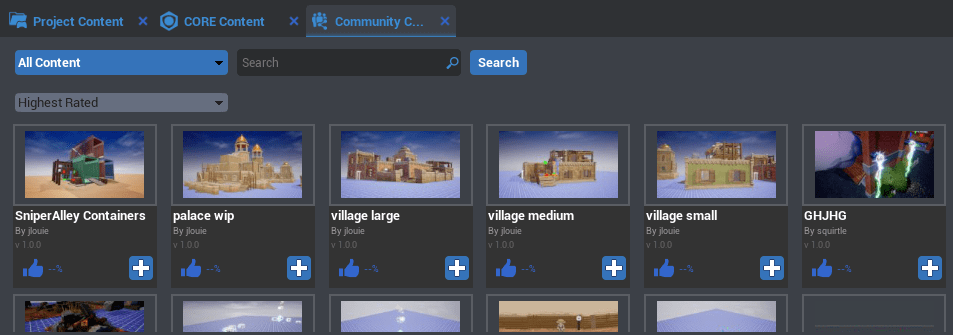 Project Content CORE Content Community C...
All Content Search Search
Highest Rated
SniperAlley Containers palace wip village large village medium village small GHJHG
By jlouie By jlouie By jlouie By jlouie By jlouie By squirtle
v 1.0.0 v 1.0.0 v 1.0.0 v 1.0.0 v 1.0.0 v 1.0.0
--% --% --% --% --% --%